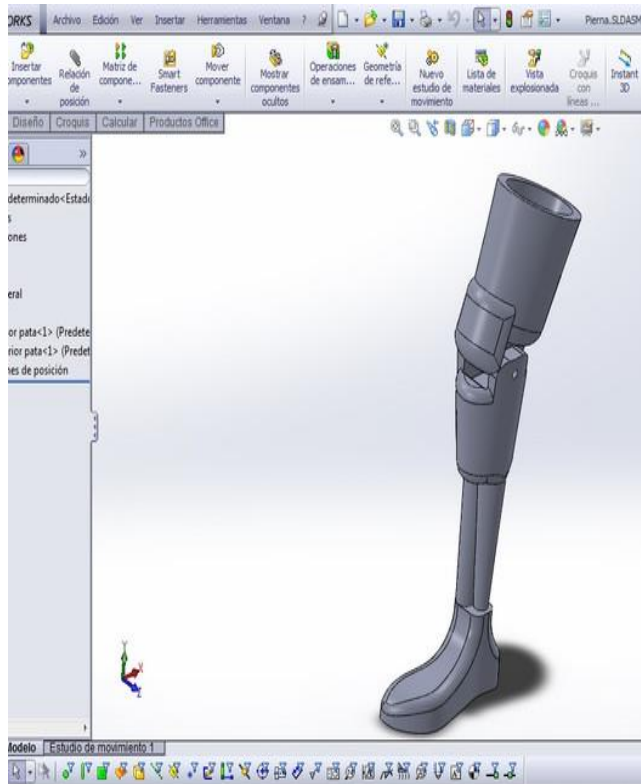 ORKS Archivo Edición Ver Insertar Herramientas Ventana ? Pierna.SLDASM
Insertar
omponentes
Relación
de
posición
Matriz de
compone...
Smart
Fasteners
Mover
componente
Mostrar
componentes
ocultos
Operaciones
de ensam...
Geometría
de refe...
Nuevo
estudio de
movimiento
Lista de
materiales
Vista
explosionada
Croquis
con
líneas ...
Instant
3D
Diseño Croquis Calcular Productos Office
determinado<Estad
s
ones
eral
or pata<1> (Predete
rior pata<1> (Predet
nes de posición
Y
X
Z
Modelo Estudio de movimiento 1